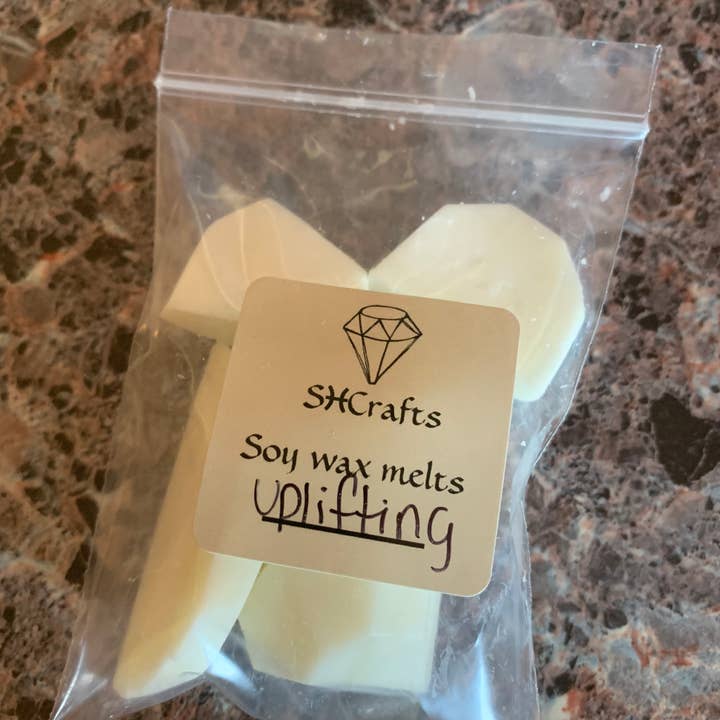 SHCrafts
Soy wax melts
uplifting